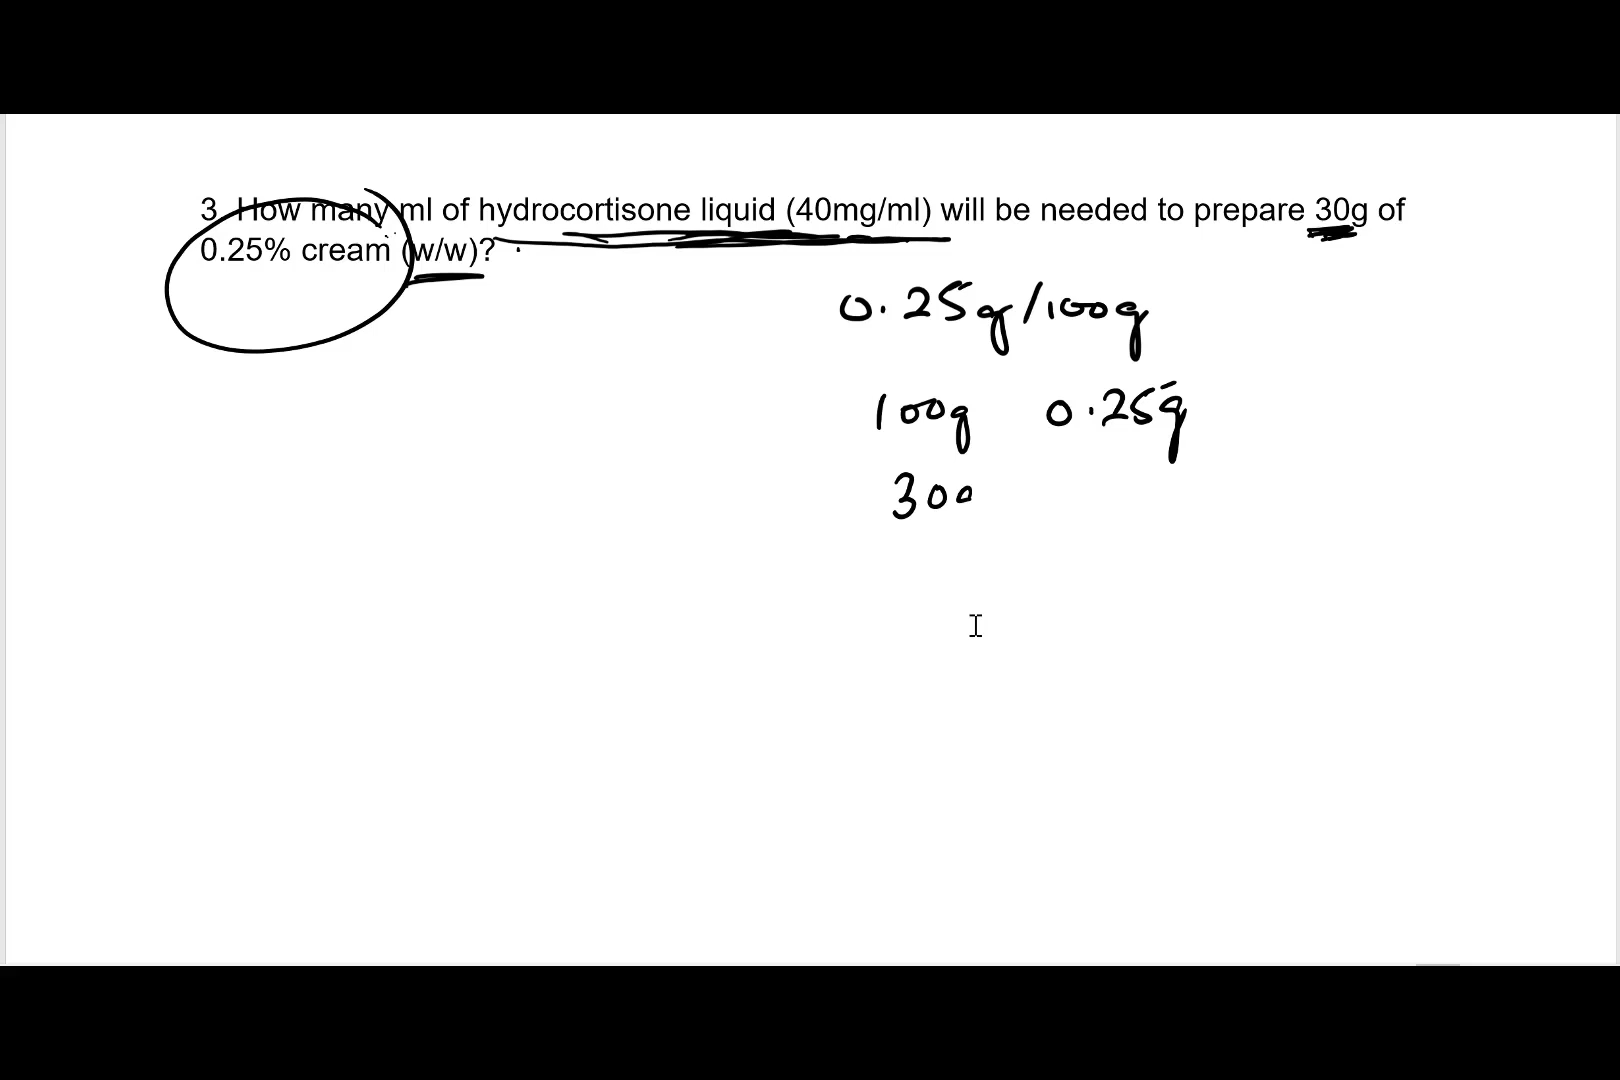 3. How many ml of hydrocortisone liquid (40mg/ml) will be needed to prepare 30g of
0.25% cream (w/w)?
0.25g/100g
100g 0.25g
300